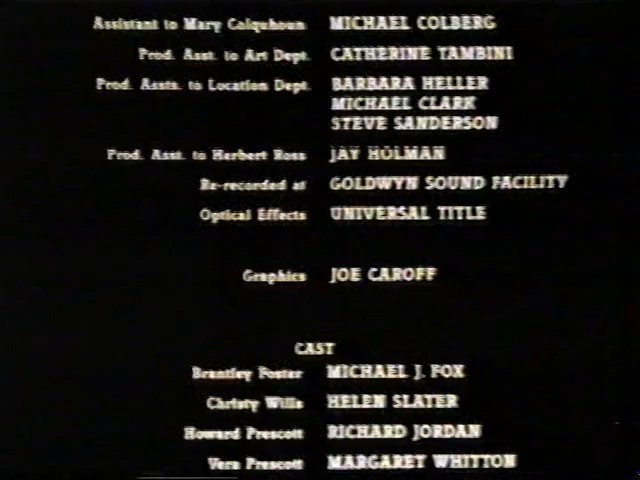 Assistant to Mary Colquhoun MICHAEL COLBERG
Prod. Asst. to Art Dept. CATHERINE TAMBINI
Prod. Assts. to Location Dept. BARBARA HELLER
MICHAEL CLARK
STEVE SANDERSON
Prod. Asst. to Herbert Ross JAY HOLMAN
Re-recorded at GOLDWYN SOUND FACILITY
Optical Effects UNIVERSAL TITLE
Graphics JOE CAROFF
CAST
Brantley Foster MICHAEL J. FOX
Christy Wills HELEN SLATER
Howard Prescott RICHARD JORDAN
Vera Prescott MARGARET WHITTON